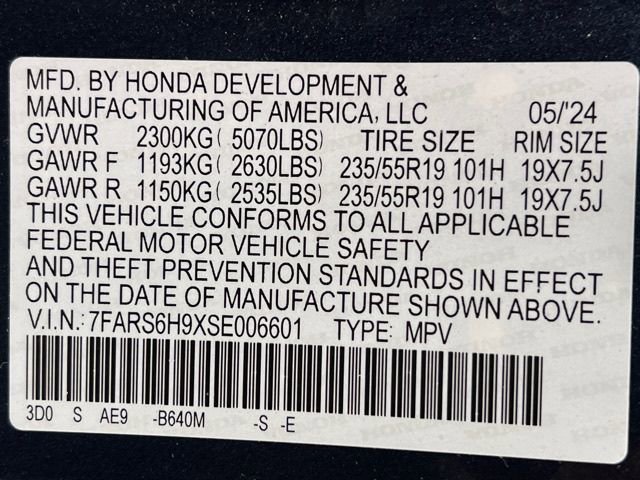 MFD. BY HONDA DEVELOPMENT &
MANUFACTURING OF AMERICA, LLC 05/'24
GVWR 2300KG( 5070LBS) TIRE SIZE RIM SIZE
GAWR F 1193KG( 2630LBS) 235/55R19 101H 19X7.5J
GAWR R 1150KG( 2535LBS) 235/55R19 101H 19X7.5J
THIS VEHICLE CONFORMS TO ALL APPLICABLE
FEDERAL MOTOR VEHICLE SAFETY
AND THEFT PREVENTION STANDARDS IN EFFECT
ON THE DATE OF MANUFACTURE SHOWN ABOVE.
V.I.N.: 7FARS6H9XSE006601 TYPE: MPV
3D0 S AE9 -B640M -S -E